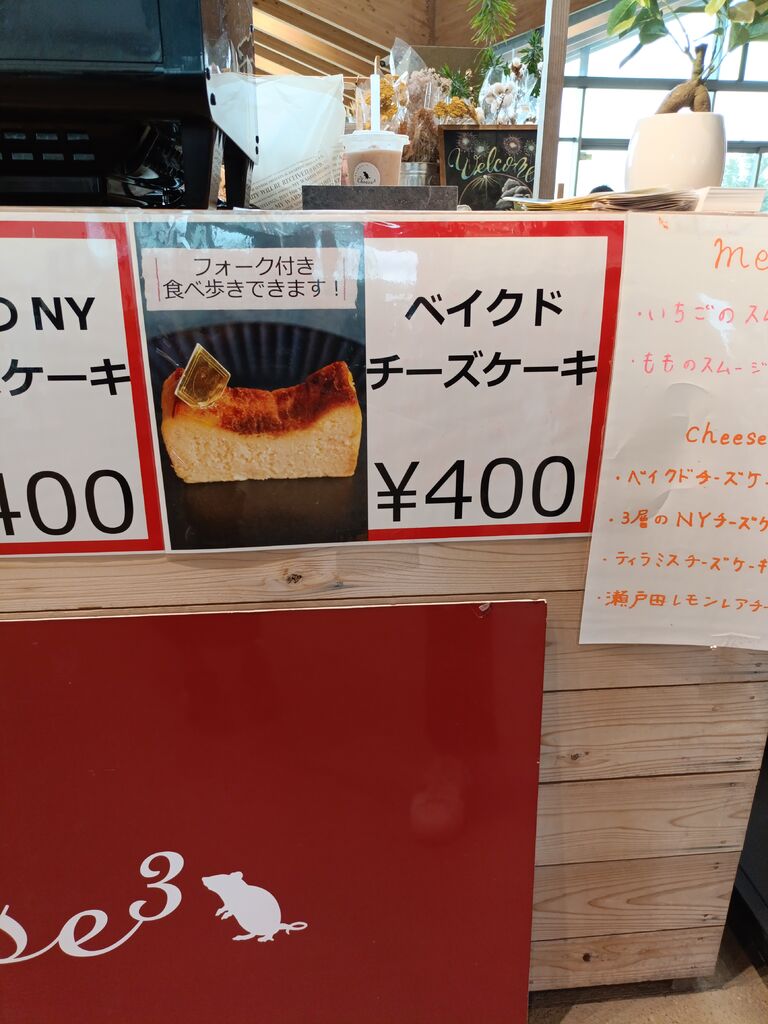 Welcome
NY
ケーキ
400
フォーク付き
食べ歩きできます!
ベイクド
チーズケーキ
¥400
いちごのスム
・もものスムージ
cheese
・ベイクドチーズケ
・3層のNYチーズケ
・ティラミスチーズケーキ
・瀬戸田レモンレアチー
se³